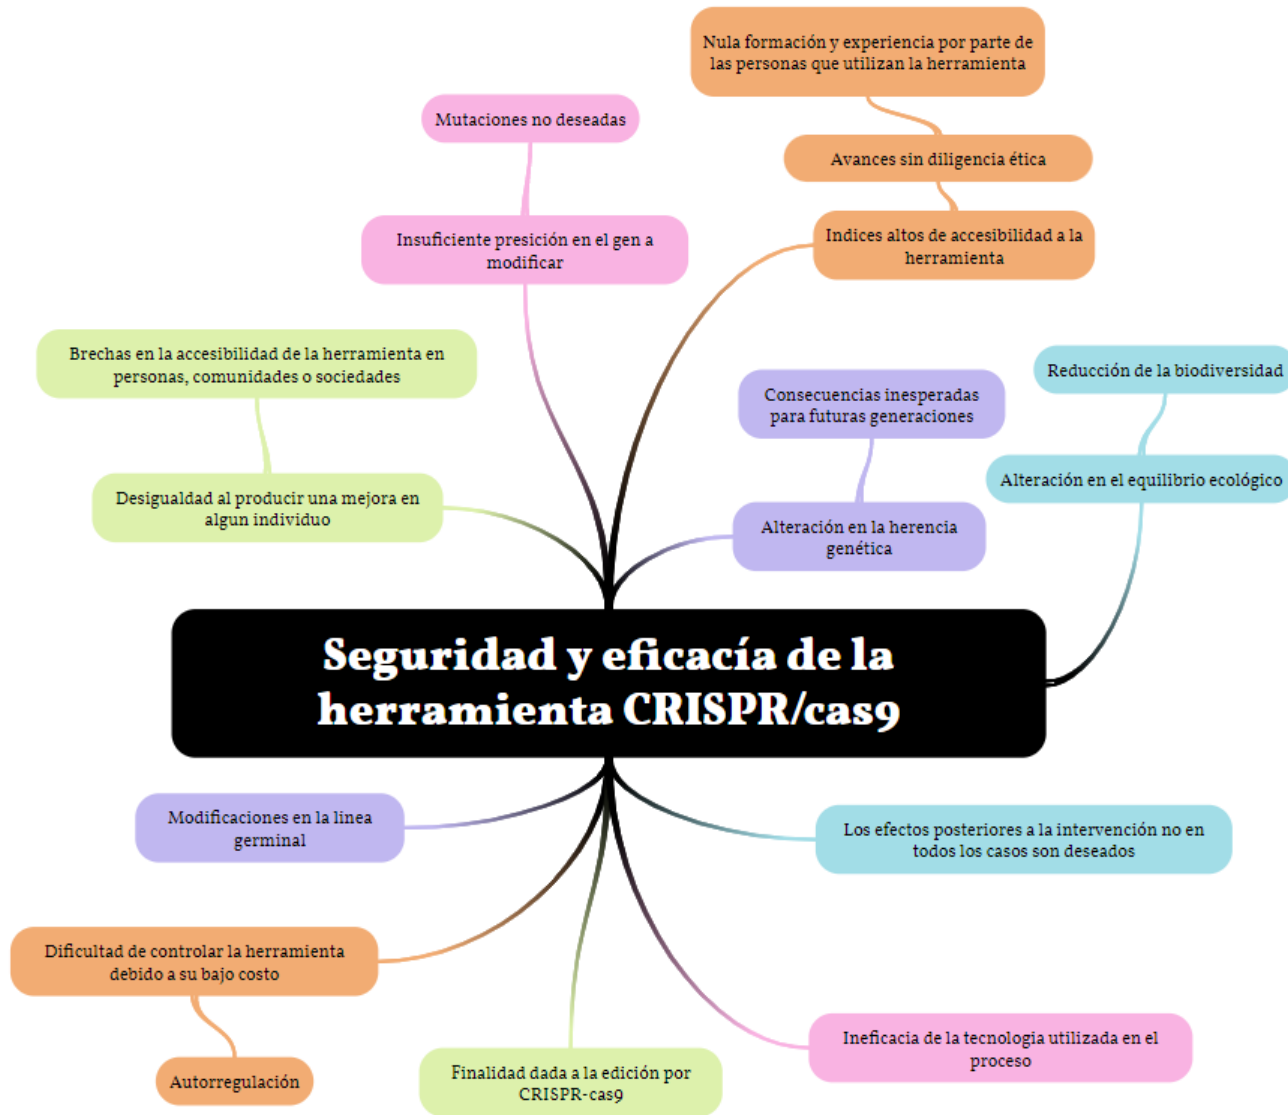 Nula formación y experiencia por parte de
las personas que utilizan la herramienta
Mutaciones no deseadas
Avances sin diligencia ética
Insuficiente presición en el gen a
modificar
Indices altos de accesibilidad a la
herramienta
Brechas en la accesibilidad de la herramienta en
personas, comunidades o sociedades
Consecuencias inesperadas
para futuras generaciones
Reducción de la biodiversidad
Desigualdad al producir una mejora en
algun individuo
Alteración en la herencia
genética
Alteración en el equilibrio ecológico
Seguridad y eficacía de la
herramienta CRISPR/cas9
Modificaciones en la linea
germinal
Los efectos posteriores a la intervención no en
todos los casos son deseados
Dificultad de controlar la herramienta
debido a su bajo costo
Autorregulación
Finalidad dada a la edición por
CRISPR-cas9
Ineficacia de la tecnologia utilizada en el
proceso